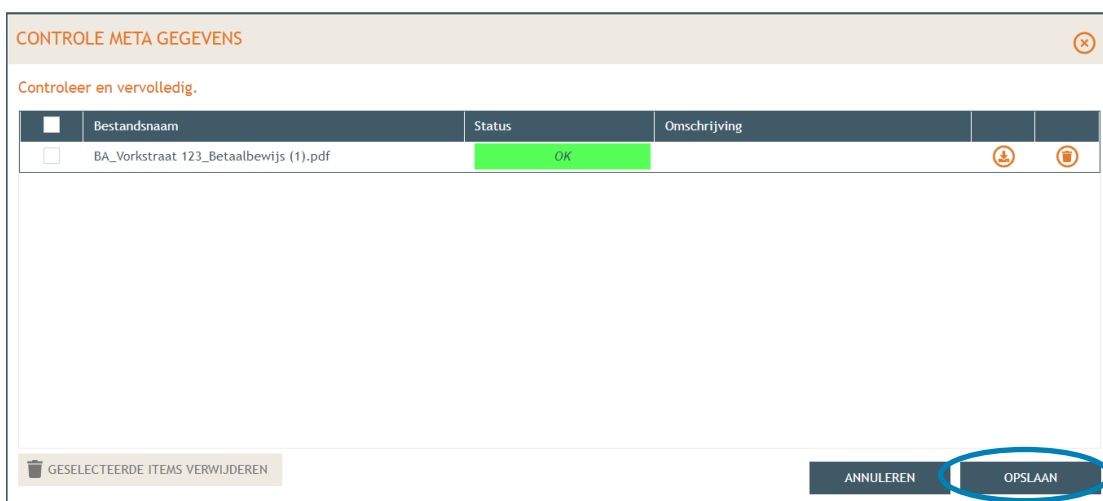 CONTROLE META GEGEVENS
Controleer en vervolledig.
Bestandsnaam Status Omschrijving
BA_Vorkstraat 123_Betaalbewijs (1).pdf OK
GESELECTEERDE ITEMS VERWIJDEREN
ANNULEREN OPSLAAN